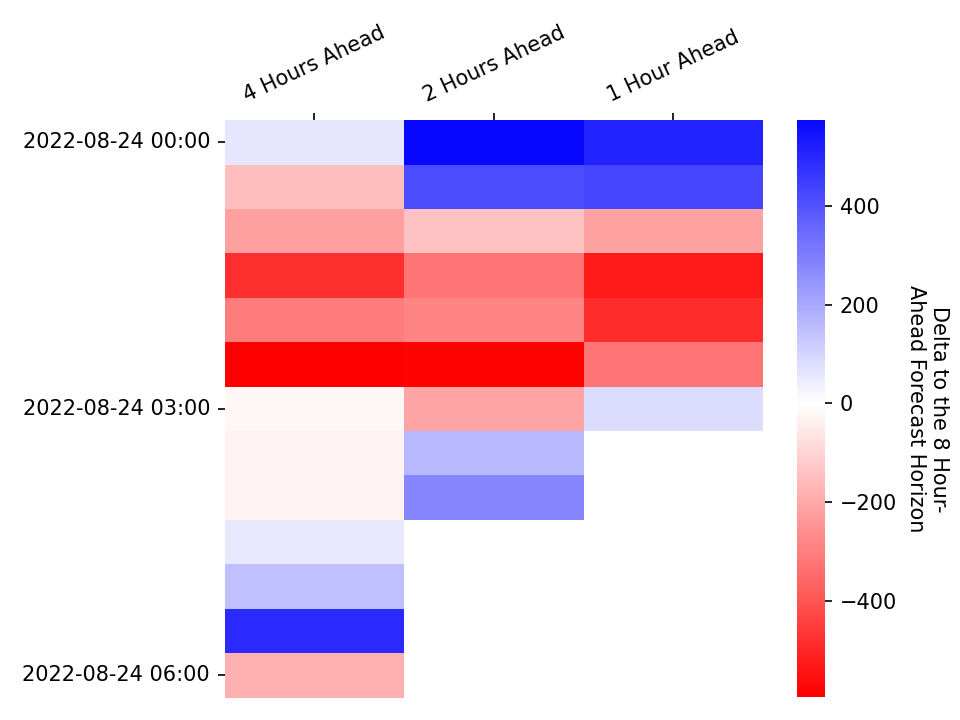 4 Hours Ahead
2 Hours Ahead
1 Hour Ahead
2022-08-24 00:00
2022-08-24 03:00
2022-08-24 06:00
400
200
0
−200
−400
Delta to the 8 Hour-
Ahead Forecast Horizon